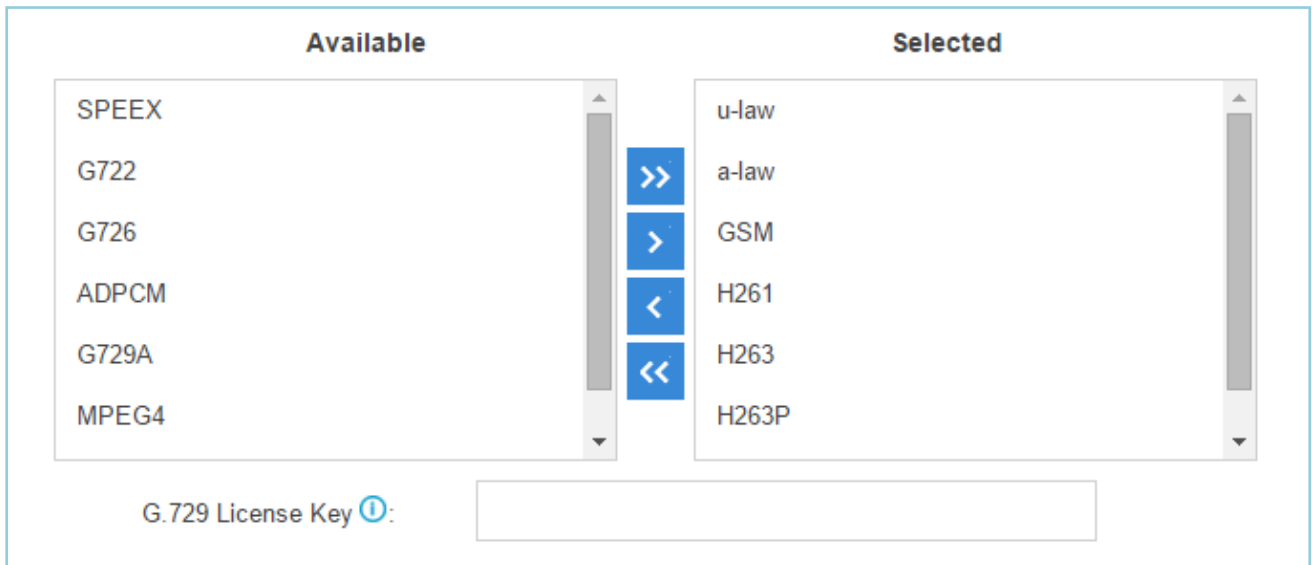 Available
Selected
SPEEX
G722
G726
ADPCM
G729A
MPEG4
u-law
a-law
GSM
H261
H263
H263P
G.729 License Key :